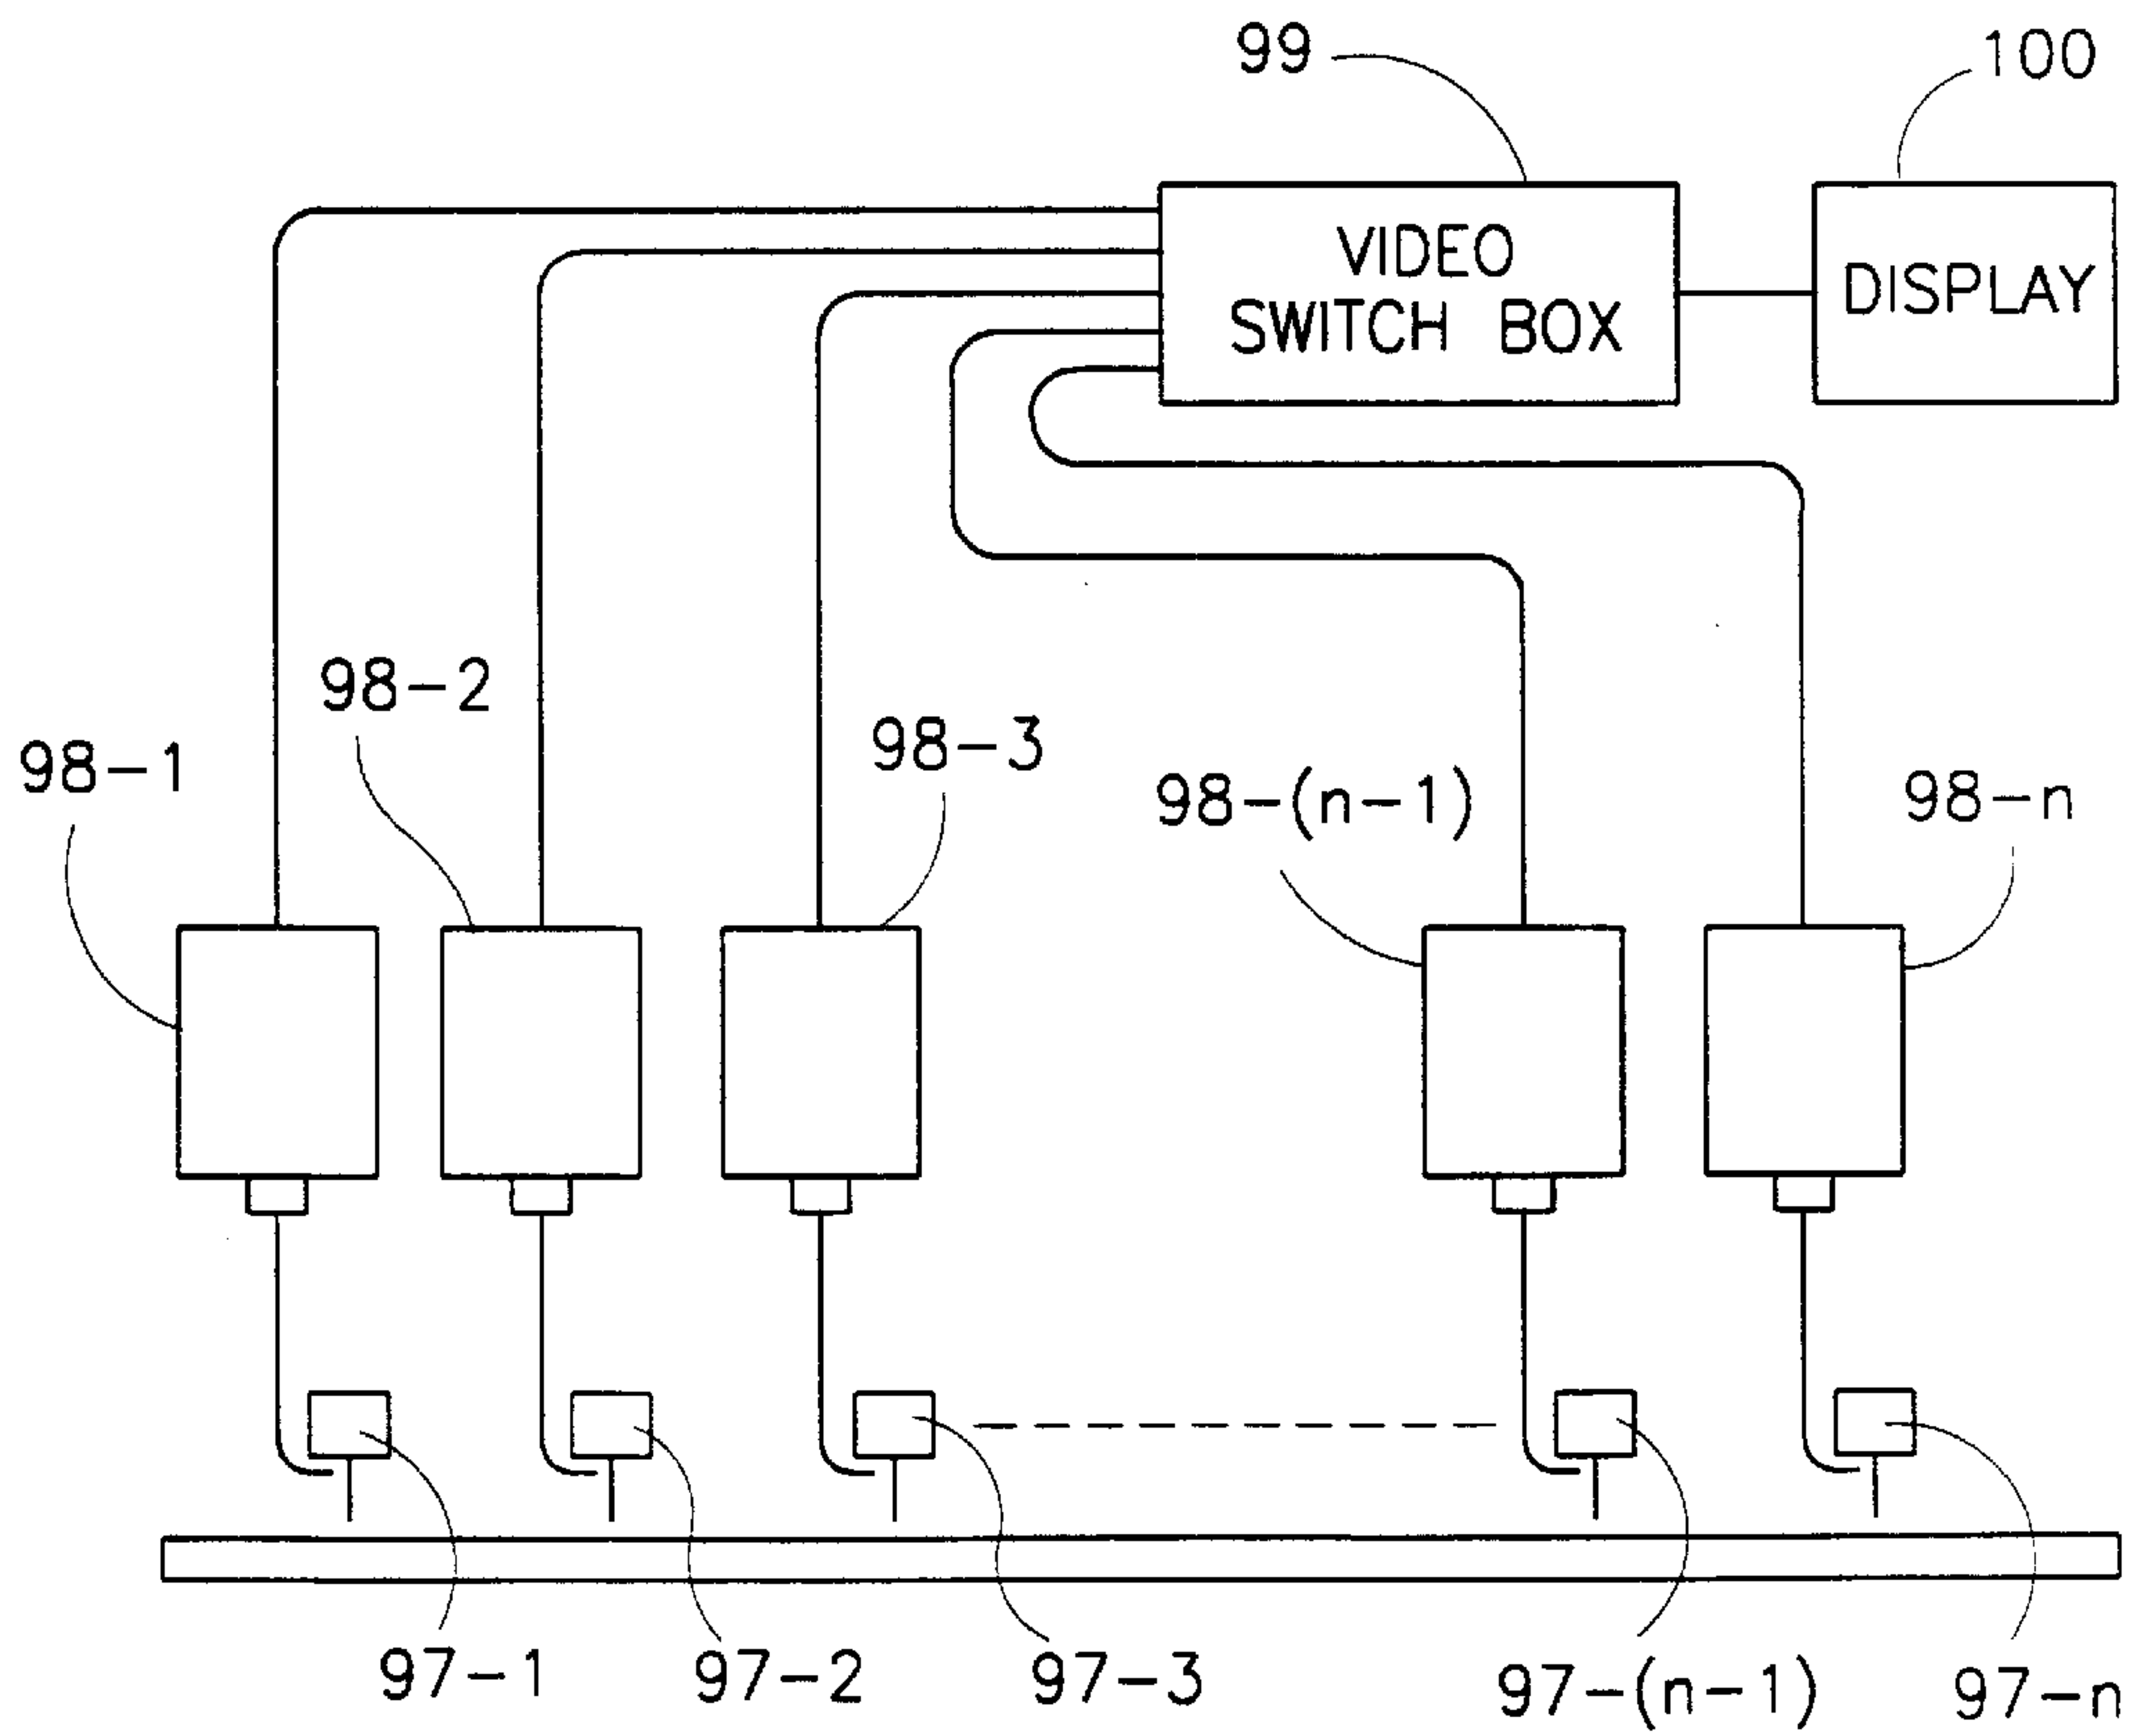 99
100
VIDEO
SWITCH BOX
DISPLAY
98-1
98-2
98-3
98-(n-1)
98-n
97-1
97-2
97-3
97-(n-1)
97-n